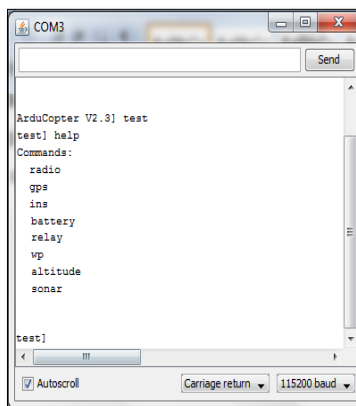 COM3
Send
ArduCopter V2.3] test
test] help
Commands:
radio
gps
ins
battery
relay
wp
altitude
sonar
test]
Autoscroll
Carriage return
115200 baud